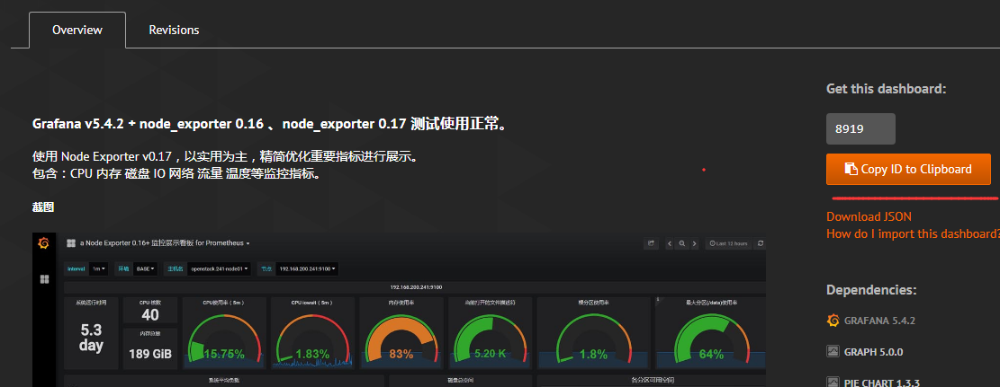 Overview
Revisions
Grafana v5.4.2 + node_exporter 0.16 、node_exporter 0.17 测试使用正常。
使用 Node Exporter v0.17，以实用为主，精简优化重要指标进行展示。
包含：CPU 内存 磁盘 IO 网络 流量 温度等监控指标。
截图
a Node Exporter 0.16+ 监控展示看板 for Prometheus
Last 12 hours
Interval 1m 环境 BASE 主机名 openstack.241-node01 节点 192.168.200.241:9100
192.168.200.241:9100
系统运行时间
5.3
day
CPU 核数
40
内存总量
189 GiB
CPU使用率（5m）
15.75%
CPU iowait（5m）
1.83%
内存使用率
83%
当前打开的文件描述符
5.20 K
根分区使用率
1.8%
最大分区(/data)使用率
64%
系统平均负载
磁盘总空间
各分区可用空间
Get this dashboard:
8919
Copy ID to Clipboard
Download JSON
How do I import this dashboard?
Dependencies:
GRAFANA 5.4.2
GRAPH 5.0.0
PIE CHART 1.3.3